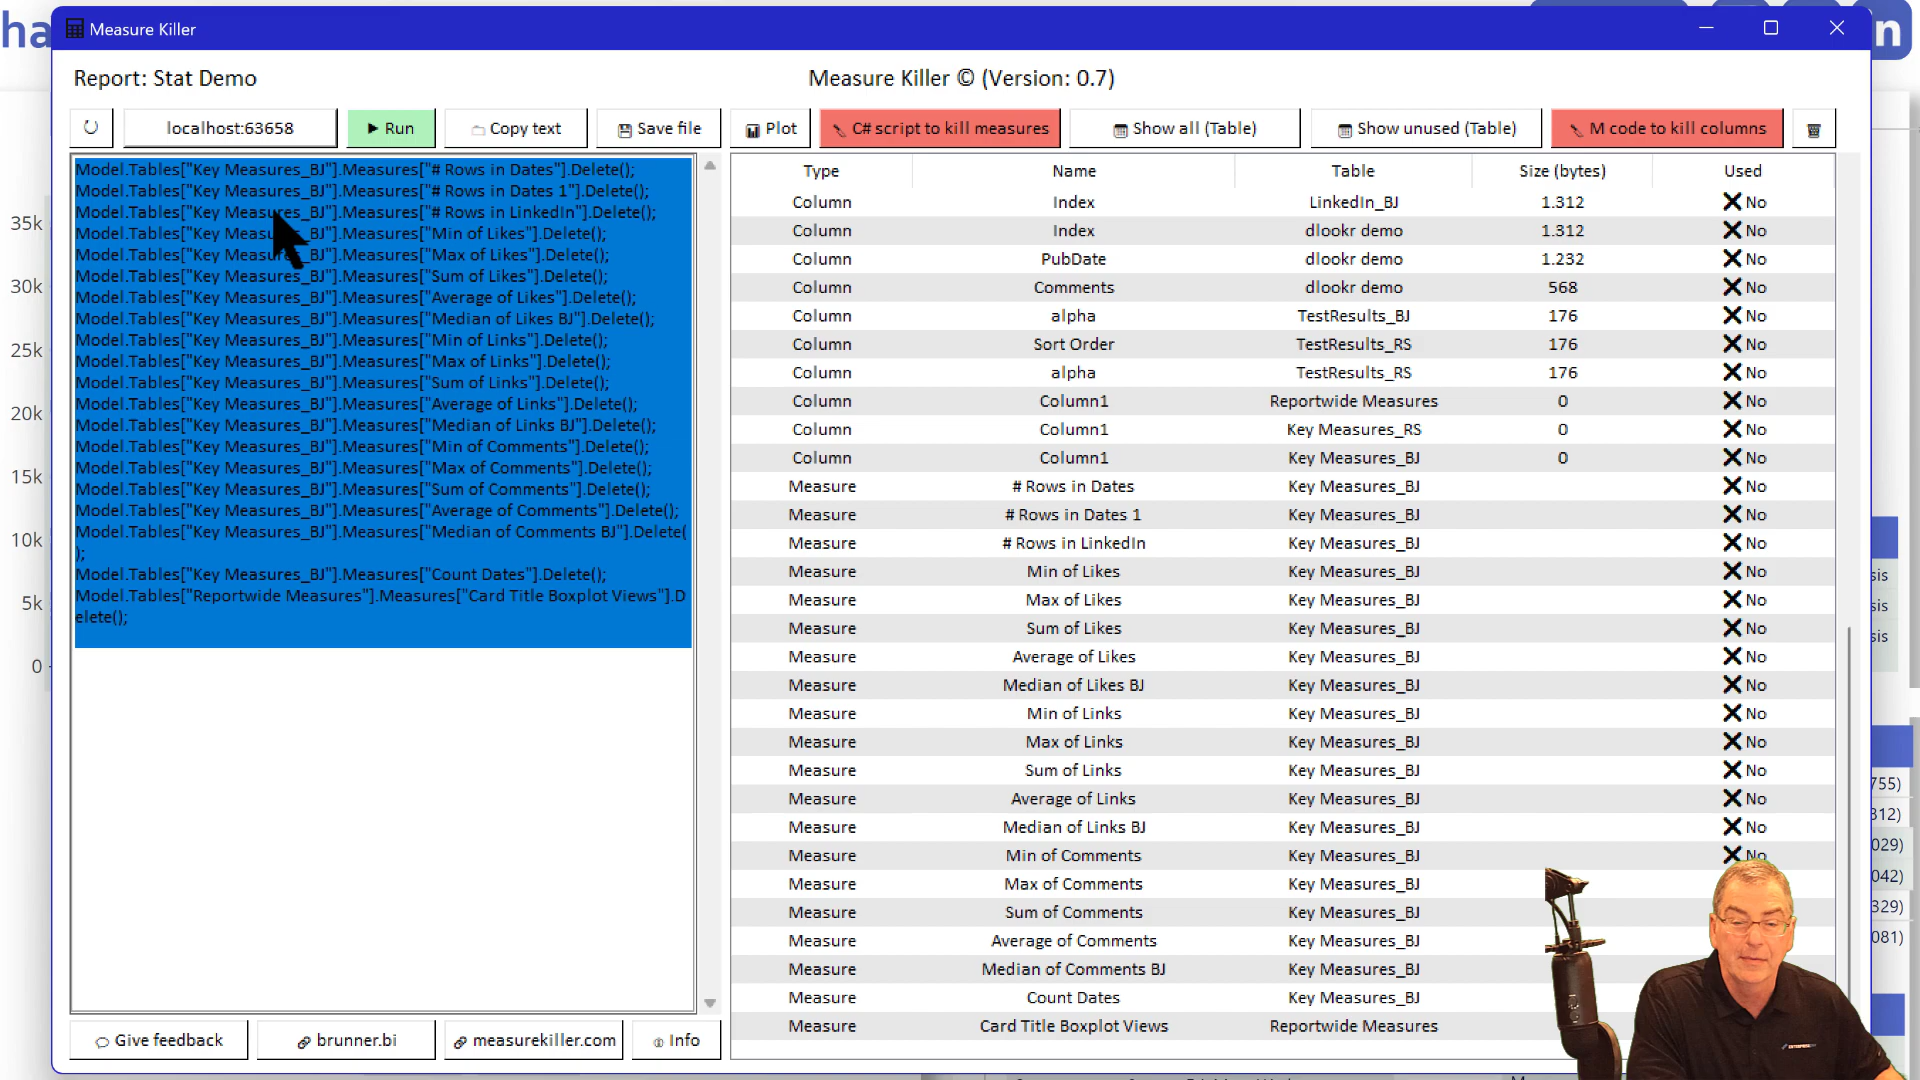 ha
Measure Killer
n
Report: Stat Demo
Measure Killer © (Version: 0.7)
localhost:63658
Run
Copy text
Save file
Plot
C# script to kill measures
Show all (Table)
Show unused (Table)
M code to kill columns
Model.Tables["Key Measures_BJ"].Measures["# Rows in Dates"].Delete();
Model.Tables["Key Measures_BJ"].Measures["# Rows in Dates 1"].Delete();
Model.Tables["Key Measures_BJ"].Measures["# Rows in LinkedIn"].Delete();
Model.Tables["Key Measures_BJ"].Measures["Min of Likes"].Delete();
Model.Tables["Key Measures_BJ"].Measures["Max of Likes"].Delete();
Model.Tables["Key Measures_BJ"].Measures["Sum of Likes"].Delete();
Model.Tables["Key Measures_BJ"].Measures["Average of Likes"].Delete();
Model.Tables["Key Measures_BJ"].Measures["Median of Likes BJ"].Delete();
Model.Tables["Key Measures_BJ"].Measures["Min of Links"].Delete();
Model.Tables["Key Measures_BJ"].Measures["Max of Links"].Delete();
Model.Tables["Key Measures_BJ"].Measures["Sum of Links"].Delete();
Model.Tables["Key Measures_BJ"].Measures["Average of Links"].Delete();
Model.Tables["Key Measures_BJ"].Measures["Median of Links BJ"].Delete();
Model.Tables["Key Measures_BJ"].Measures["Min of Comments"].Delete();
Model.Tables["Key Measures_BJ"].Measures["Max of Comments"].Delete();
Model.Tables["Key Measures_BJ"].Measures["Sum of Comments"].Delete();
Model.Tables["Key Measures_BJ"].Measures["Average of Comments"].Delete();
Model.Tables["Key Measures_BJ"].Measures["Median of Comments BJ"].Delete(
);
Model.Tables["Key Measures_BJ"].Measures["Count Dates"].Delete();
Model.Tables["Reportwide Measures"].Measures["Card Title Boxplot Views"].D
elete();
Type Name Table Size (bytes) Used
Column Index LinkedIn_BJ 1.312 No
Column Index dlookr demo 1.312 No
Column PubDate dlookr demo 1.232 No
Column Comments dlookr demo 568 No
Column alpha TestResults_BJ 176 No
Column Sort Order TestResults_RS 176 No
Column alpha TestResults_RS 176 No
Column Column1 Reportwide Measures 0 No
Column Column1 Key Measures_RS 0 No
Column Column1 Key Measures_BJ 0 No
Measure # Rows in Dates Key Measures_BJ No
Measure # Rows in Dates 1 Key Measures_BJ No
Measure # Rows in LinkedIn Key Measures_BJ No
Measure Min of Likes Key Measures_BJ No
Measure Max of Likes Key Measures_BJ No
Measure Sum of Likes Key Measures_BJ No
Measure Average of Likes Key Measures_BJ No
Measure Median of Likes BJ Key Measures_BJ No
Measure Min of Links Key Measures_BJ No
Measure Max of Links Key Measures_BJ No
Measure Sum of Links Key Measures_BJ No
Measure Average of Links Key Measures_BJ No
Measure Median of Links BJ Key Measures_BJ No
Measure Min of Comments Key Measures_BJ No
Measure Max of Comments Key Measures_BJ
Measure Sum of Comments Key Measures_BJ
Measure Average of Comments Key Measures_BJ
Measure Median of Comments BJ Key Measures_BJ
Measure Count Dates Key Measures_BJ
Measure Card Title Boxplot Views Reportwide Measures
Give feedback
brunner.bi
measurekiller.com
Info
35k
30k
25k
20k
15k
10k
5k
0
sis
sis
sis
755)
312)
029)
042)
329)
081)